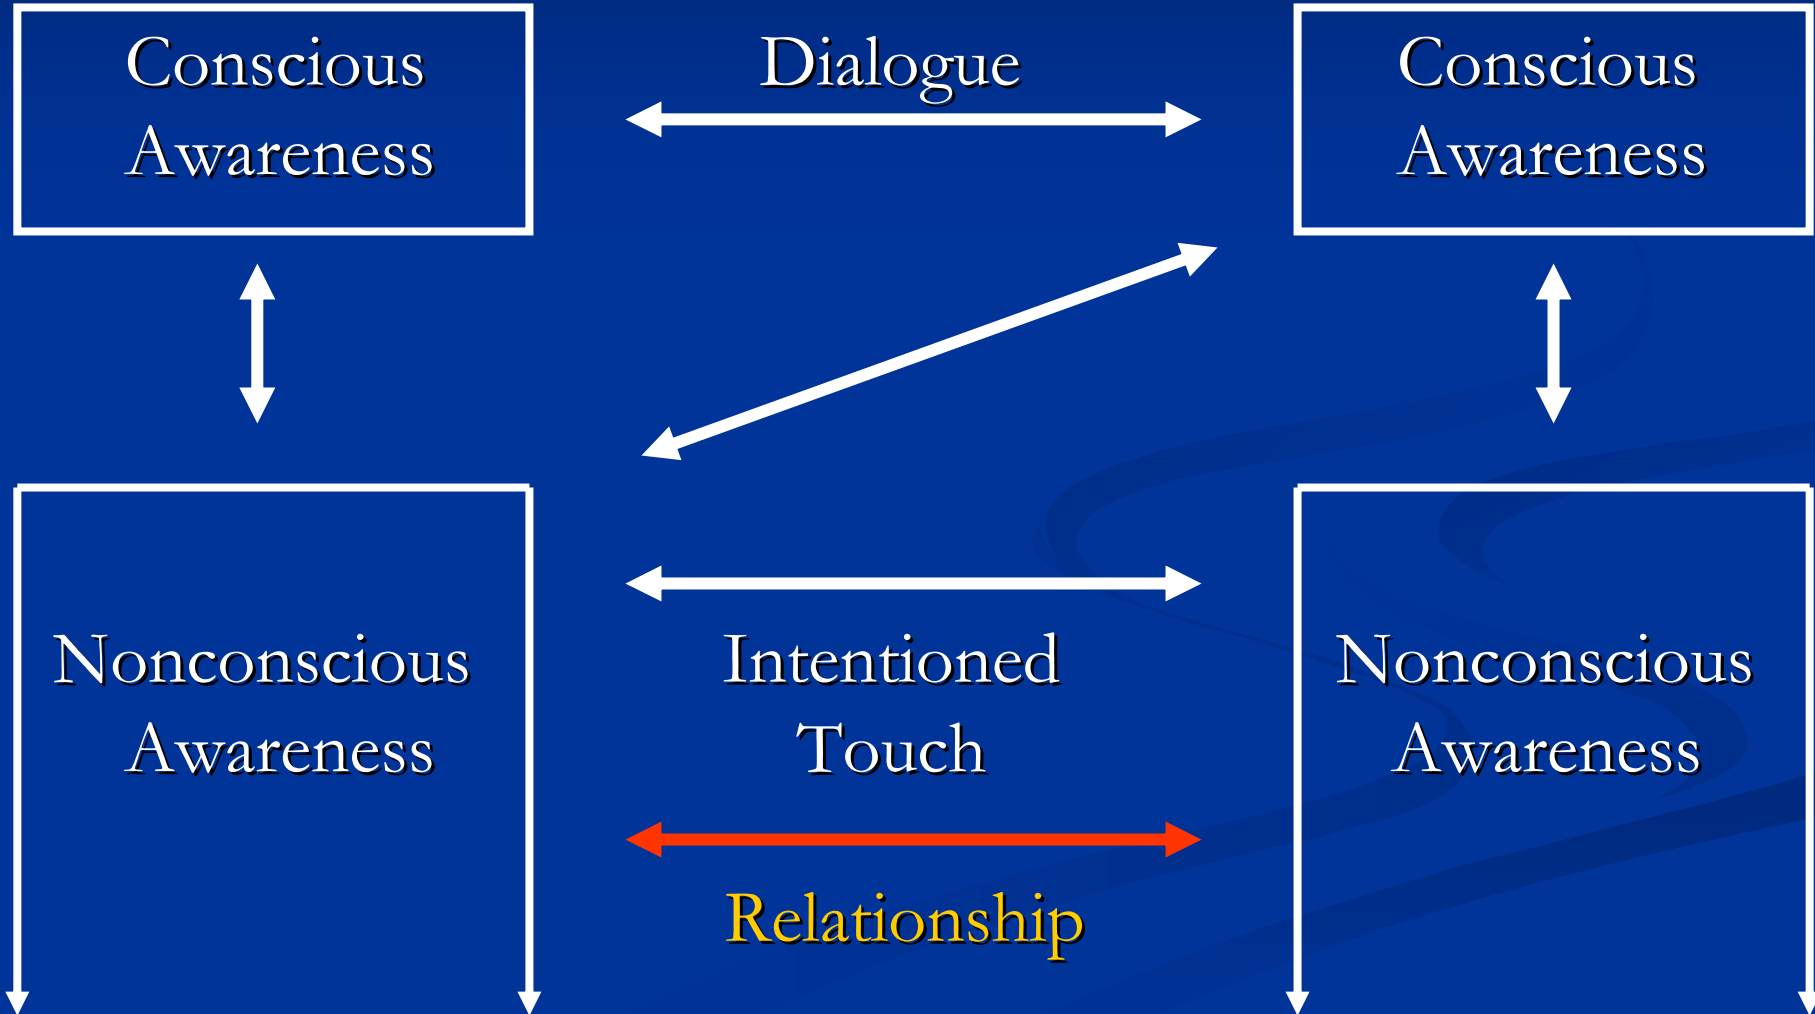 Conscious
Awareness
Dialogue
Conscious
Awareness
Nonconscious
Awareness
Intentioned
Touch
Relationship
Nonconscious
Awareness